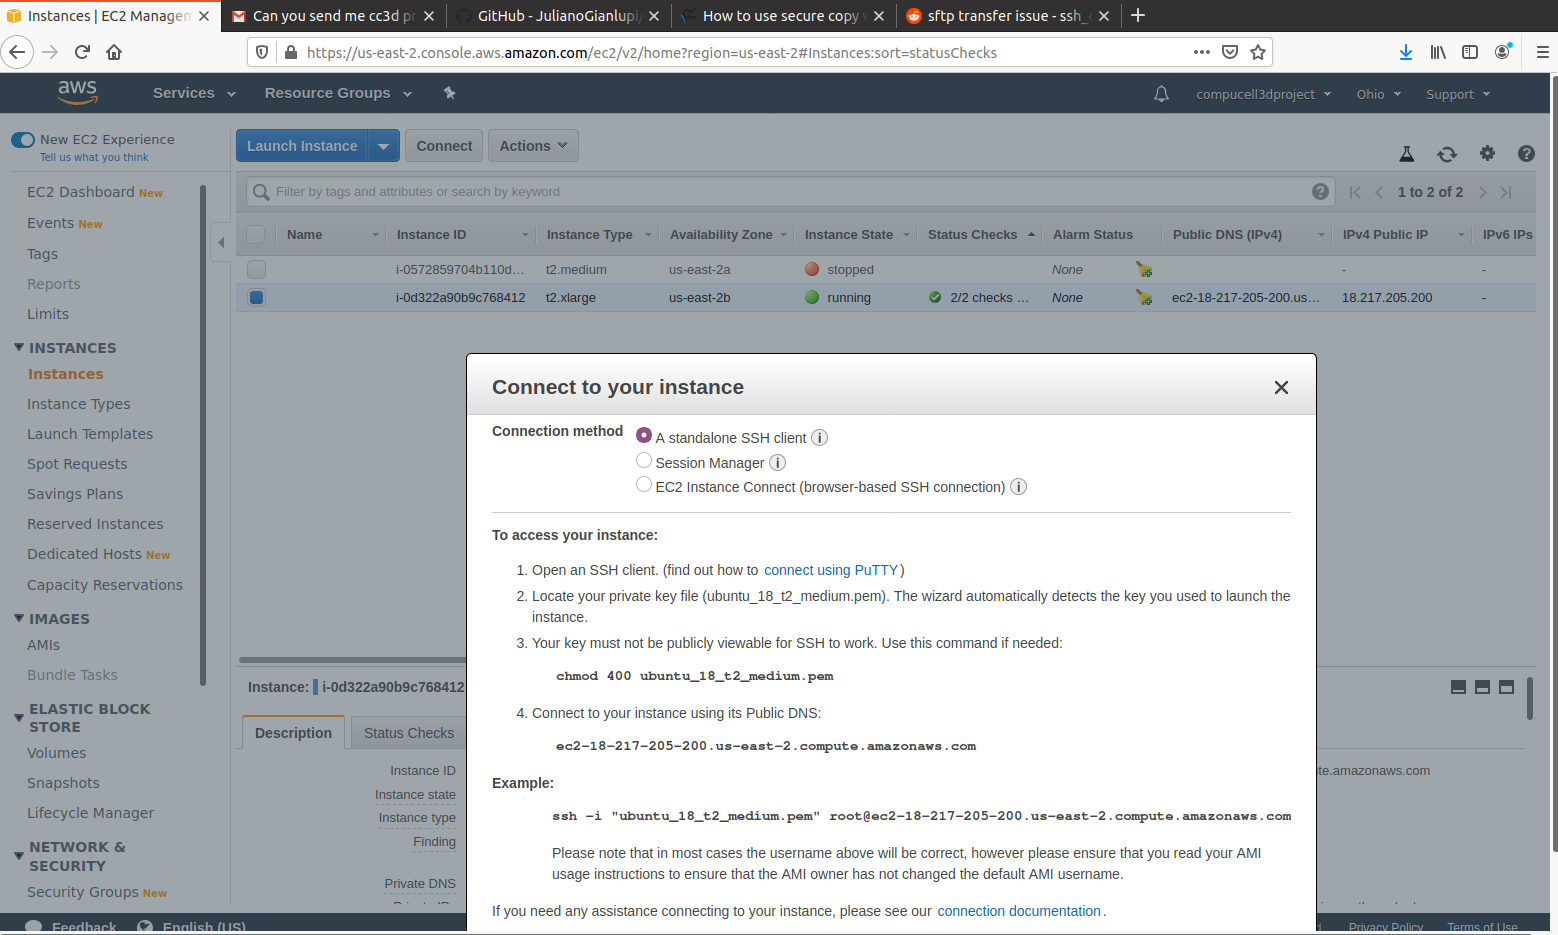 Instances | EC2 Managem
Can you send me cc3d pr
GitHub - JulianoGianlupi/
How to use secure copy w
sftp transfer issue - ssh_
https://us-east-2.console.aws.amazon.com/ec2/v2/home?region=us-east-2#Instances:sort=statusChecks
aws
Services
Resource Groups
compucell3dproject
Ohio
Support
New EC2 Experience
Tell us what you think
Launch Instance
Connect
Actions
Filter by tags and attributes or search by keyword
1 to 2 of 2
Name Instance ID Instance Type Availability Zone Instance State Status Checks Alarm Status Public DNS (IPv4) IPv4 Public IP IPv6 IPs
i-0572859704b110d... t2.medium us-east-2a stopped None - -
i-0d322a90b9c768412 t2.xlarge us-east-2b running 2/2 checks ... None ec2-18-217-205-200.us... 18.217.205.200 -
EC2 Dashboard New
Events New
Tags
Reports
Limits
INSTANCES
Instances
Instance Types
Launch Templates
Spot Requests
Savings Plans
Reserved Instances
Dedicated Hosts New
Capacity Reservations
IMAGES
AMIs
Bundle Tasks
ELASTIC BLOCK
STORE
Volumes
Snapshots
Lifecycle Manager
NETWORK &
SECURITY
Security Groups New
Connect to your instance
Connection method
A standalone SSH client
Session Manager
EC2 Instance Connect (browser-based SSH connection)
To access your instance:
1. Open an SSH client. (find out how to connect using PuTTY)
2. Locate your private key file (ubuntu_18_t2_medium.pem). The wizard automatically detects the key you used to launch the
instance.
3. Your key must not be publicly viewable for SSH to work. Use this command if needed:
chmod 400 ubuntu_18_t2_medium.pem
4. Connect to your instance using its Public DNS:
ec2-18-217-205-200.us-east-2.compute.amazonaws.com
Example:
ssh -i "ubuntu_18_t2_medium.pem" root@ec2-18-217-205-200.us-east-2.compute.amazonaws.com
Please note that in most cases the username above will be correct, however please ensure that you read your AMI
usage instructions to ensure that the AMI owner has not changed the default AMI username.
If you need any assistance connecting to your instance, please see our connection documentation.
Instance: i-0d322a90b9c768412
Description
Status Checks
Instance ID
Instance state
Instance type
Finding
Private DNS
te.amazonaws.com
Feedback
English (US)
Privacy Policy
Terms of Use